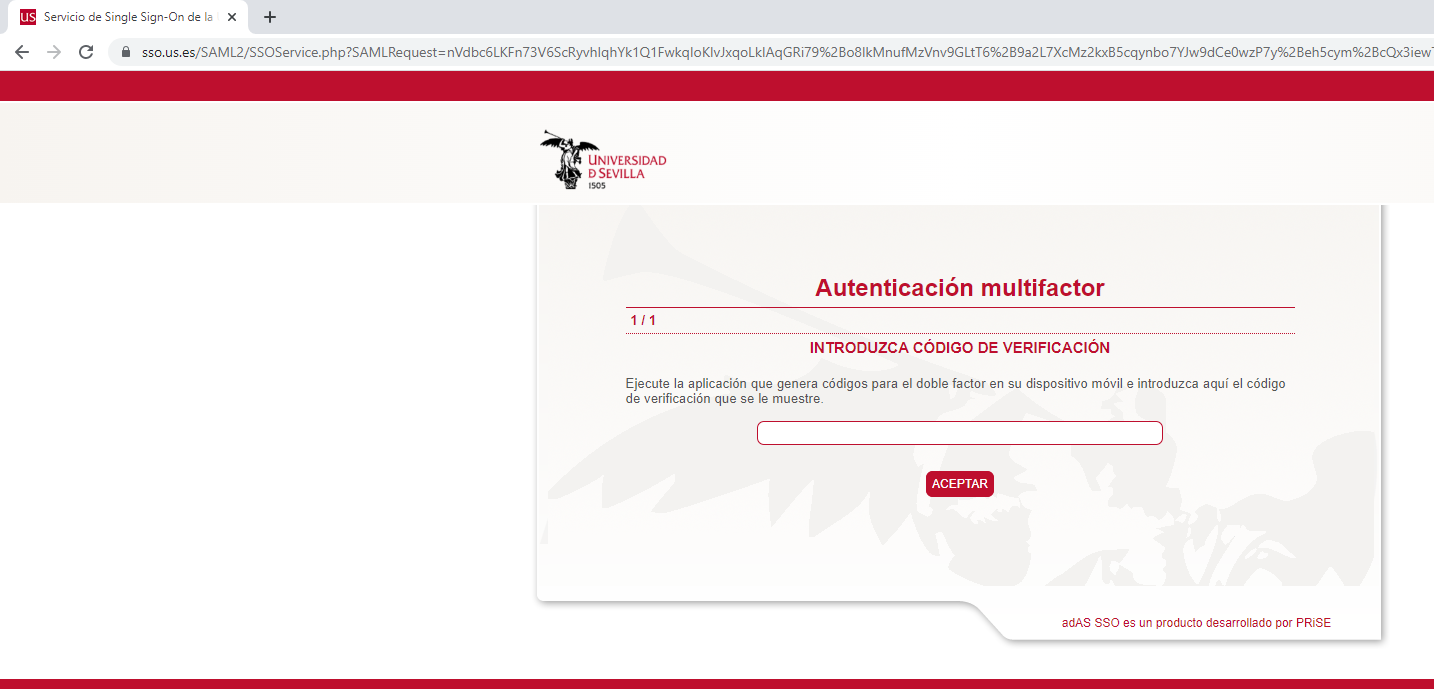 US Servicio de Single Sign-On de la
sso.us.es/SAML2/SSOService.php?SAMLRequest=nVdbc6LKFn73V6ScRyvhlqhYk1Q1FwkqIoKIvJxqoLkIAqGRi79%2Bo8lkMnufMzVnv9GLtT6%2B9a2L7XcMz2kxB5cqynbo7YJw9dCe0wzP7y%2Beh5cym%2BcQx3iew
UNIVERSIDAD
D SEVILLA
1505
Autenticación multifactor
1 / 1
INTRODUZCA CÓDIGO DE VERIFICACIÓN
Ejecute la aplicación que genera códigos para el doble factor en su dispositivo móvil e introduzca aquí el código
de verificación que se le muestre.
ACEPTAR
adAS SSO es un producto desarrollado por PRiSE